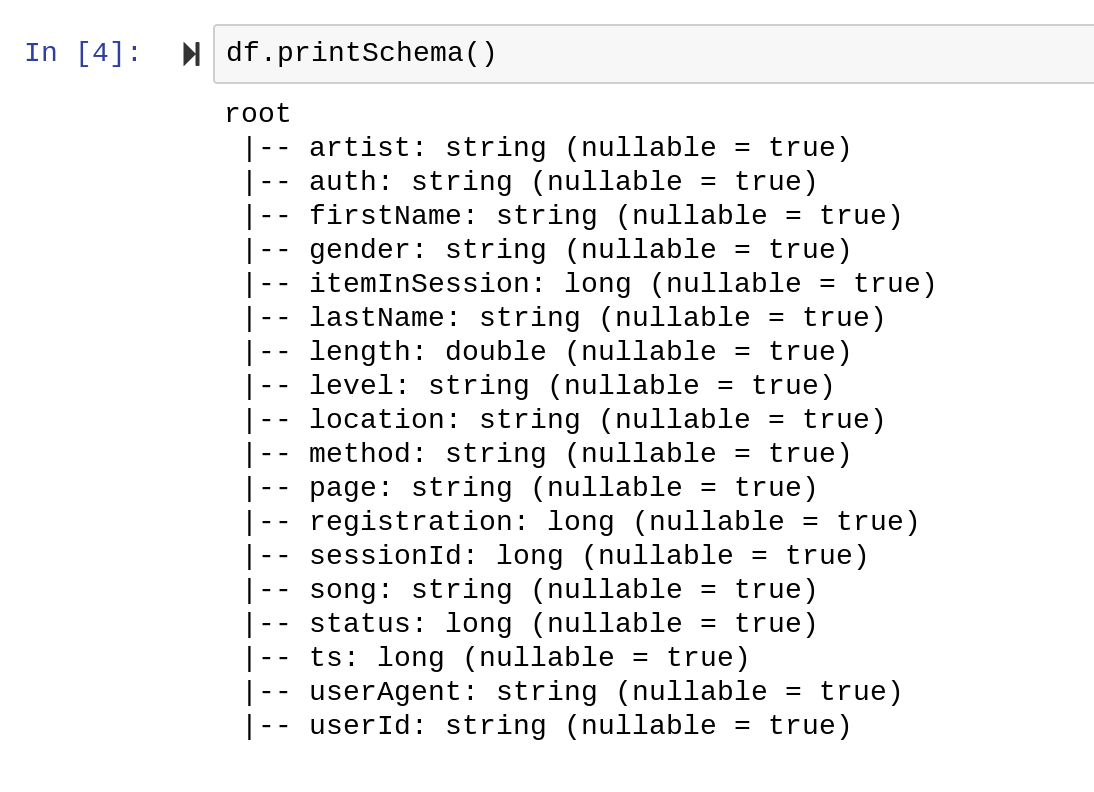 In [4]: df.printSchema()
root
 |-- artist: string (nullable = true)
 |-- auth: string (nullable = true)
 |-- firstName: string (nullable = true)
 |-- gender: string (nullable = true)
 |-- itemInSession: long (nullable = true)
 |-- lastName: string (nullable = true)
 |-- length: double (nullable = true)
 |-- level: string (nullable = true)
 |-- location: string (nullable = true)
 |-- method: string (nullable = true)
 |-- page: string (nullable = true)
 |-- registration: long (nullable = true)
 |-- sessionId: long (nullable = true)
 |-- song: string (nullable = true)
 |-- status: long (nullable = true)
 |-- ts: long (nullable = true)
 |-- userAgent: string (nullable = true)
 |-- userId: string (nullable = true)